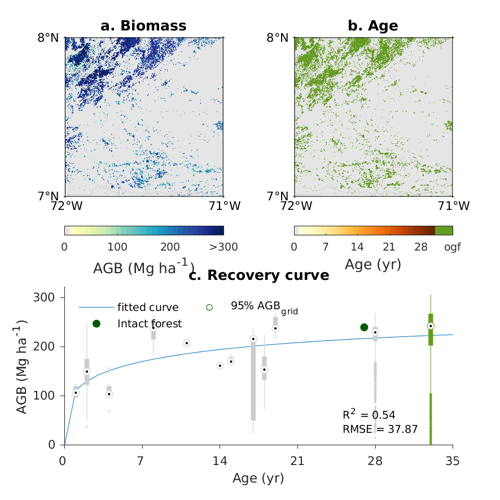 a. Biomass
b. Age
8°N
7°N
72°W
71°W
8°N
7°N
72°W
71°W
0
100
200
>300
AGB (Mg ha-1)
0
7
14
21
28
ogf
Age (yr)
c. Recovery curve
AGB (Mg ha-1)
300
200
100
0
fitted curve
95% AGBgrid
Intact forest
R2 = 0.54
RMSE = 37.87
0
7
14
21
28
35
Age (yr)